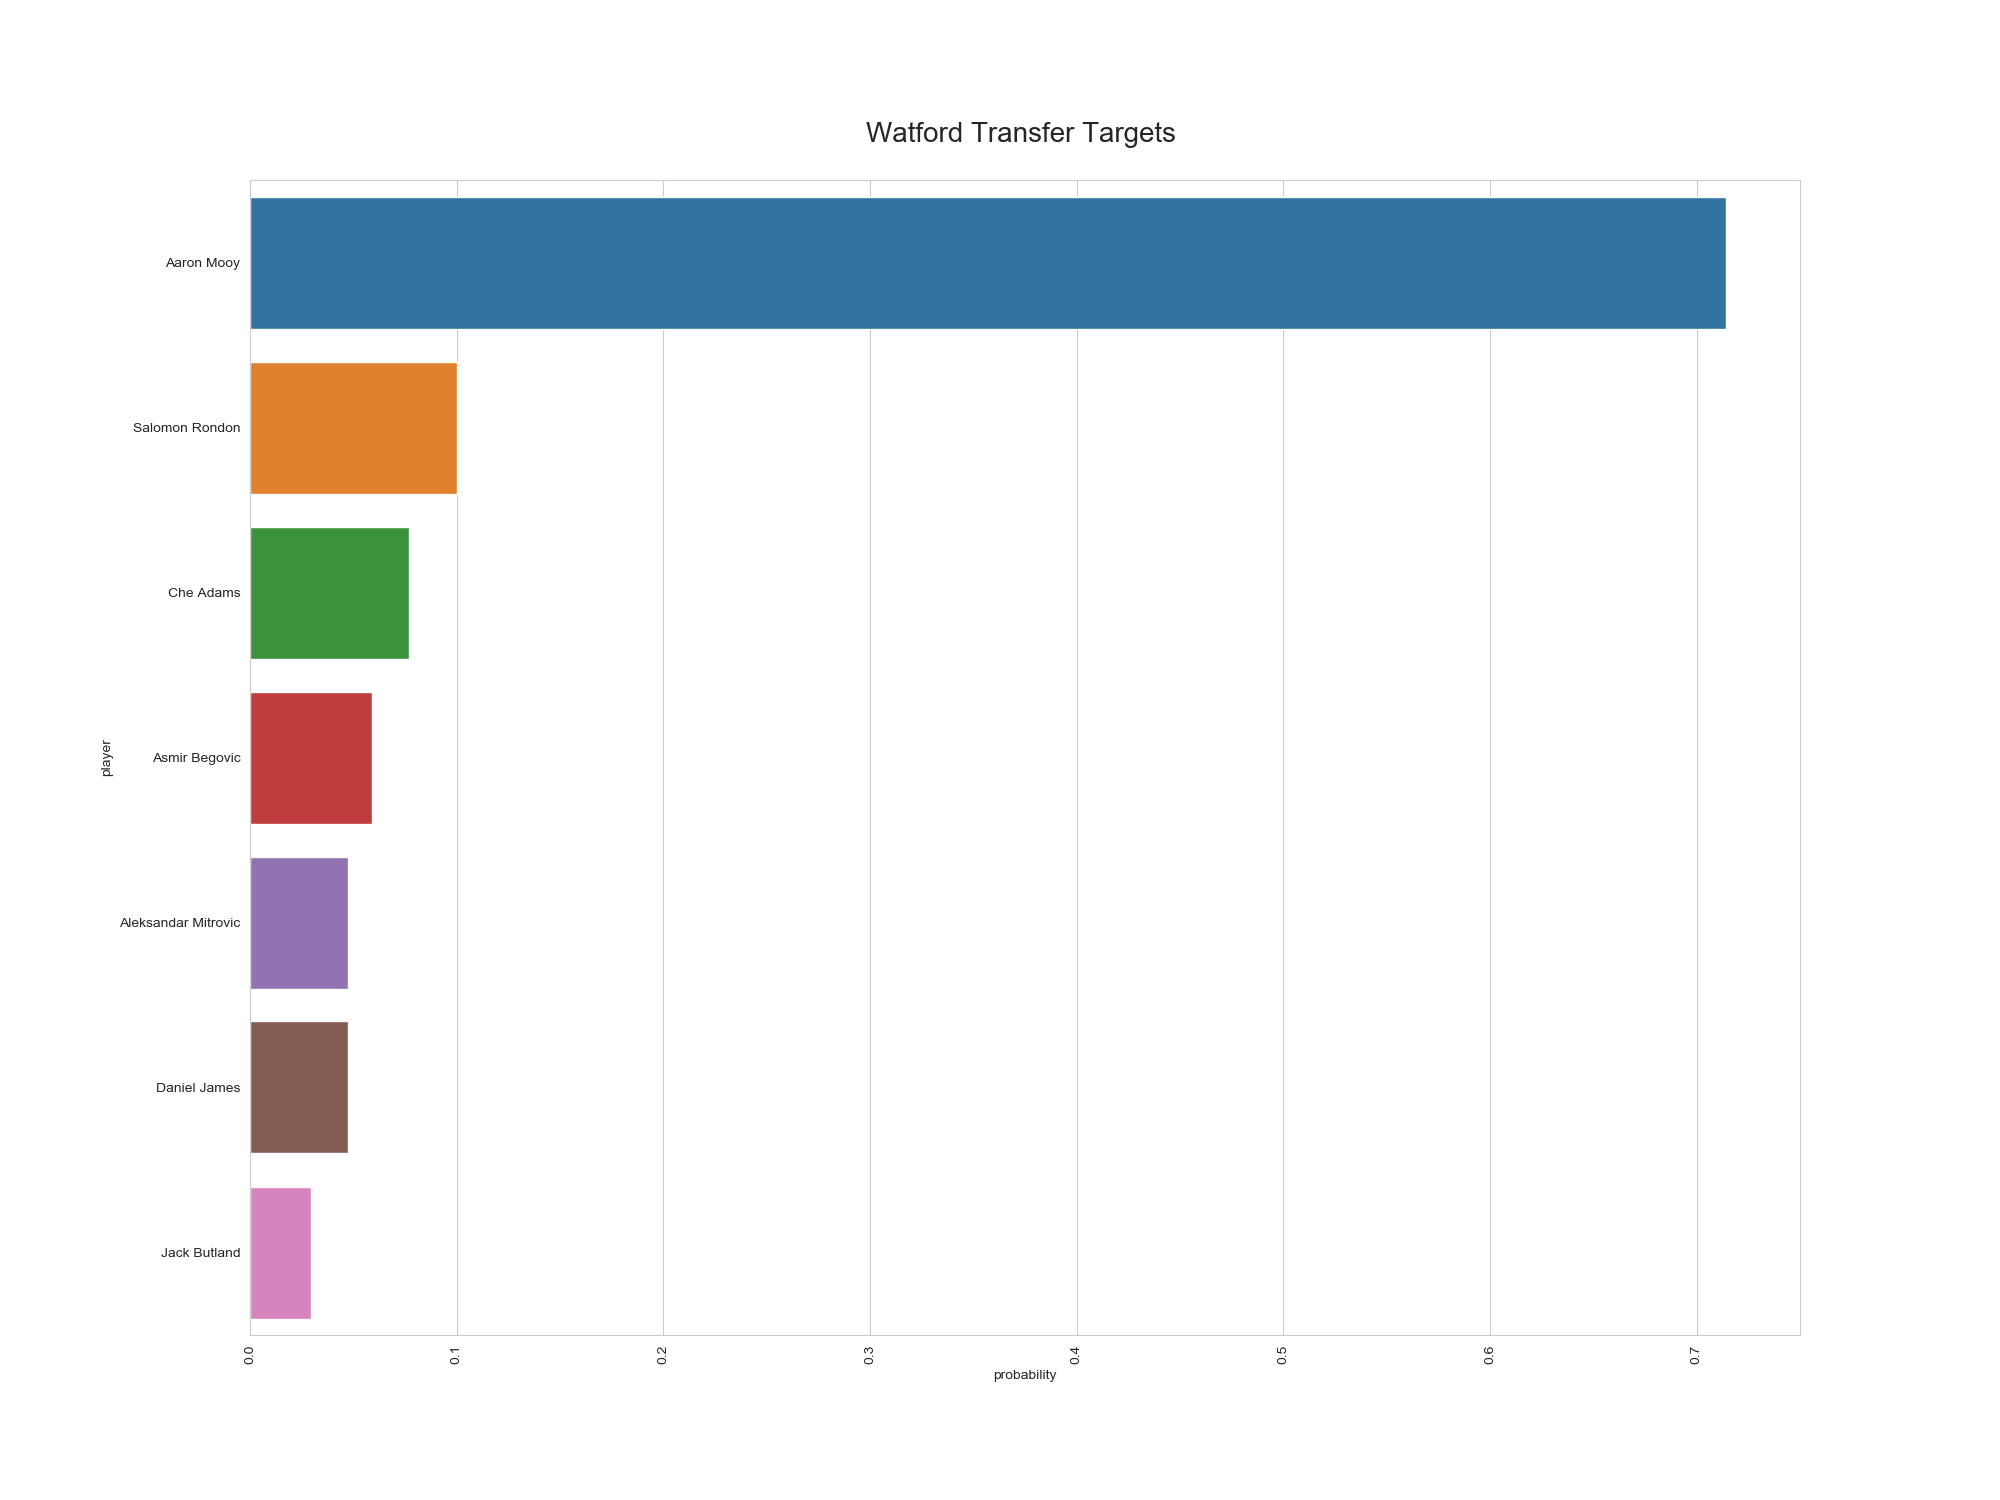 Watford Transfer Targets
player
Aaron Mooy
Salomon Rondon
Che Adams
Asmir Begovic
Aleksandar Mitrovic
Daniel James
Jack Butland
0.0 0.1 0.2 0.3 0.4 0.5 0.6 0.7
probability